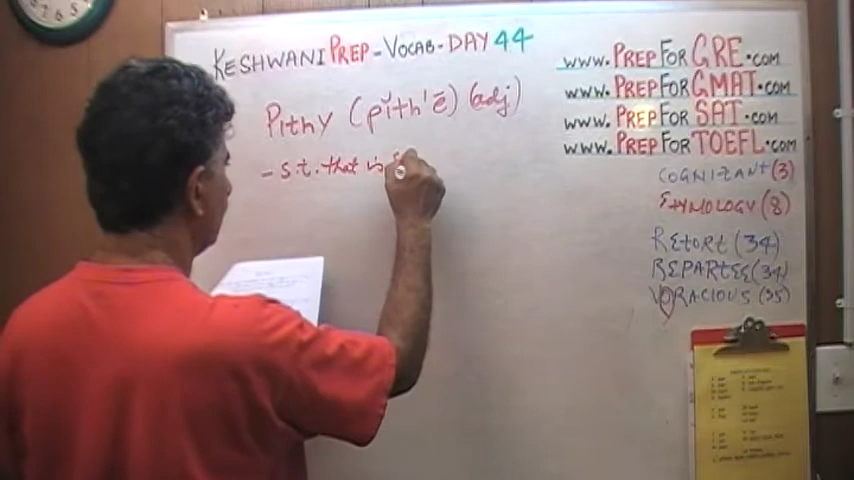 KESHWANI PREP-VOCAB-DAY 44
PITHY (pĭth'ē) (adj)
- s.t. that is
www.PREPFORGRE.com
www.PREPFORGMAT.com
www.PREPFORSAT.com
www.PREPFORTOEFL.com
COGNIZANT (3)
ETYMOLOGY (8)
RETORT (34)
REPARTEE (34)
VORACIOUS (35)